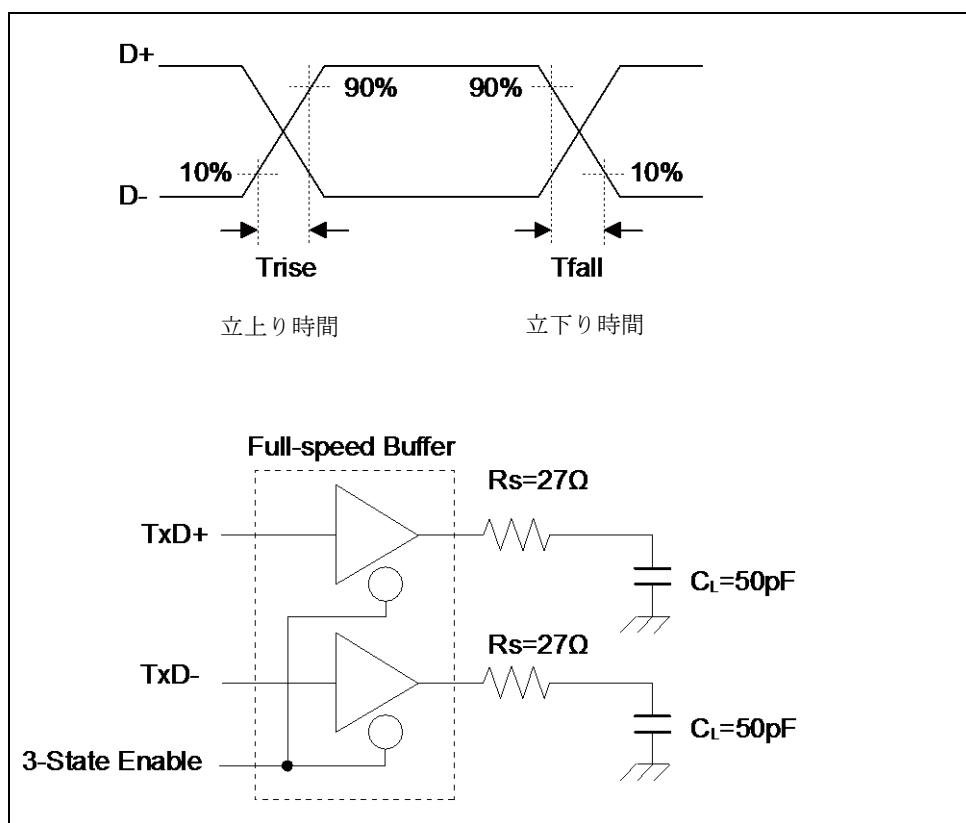 D+
90%
90%
10%
10%
D-
Trise
Tfall
立上り時間
立下り時間
Full-speed Buffer
Rs=27Ω
TxD+
CL=50pF
Rs=27Ω
TxD-
CL=50pF
3-State Enable